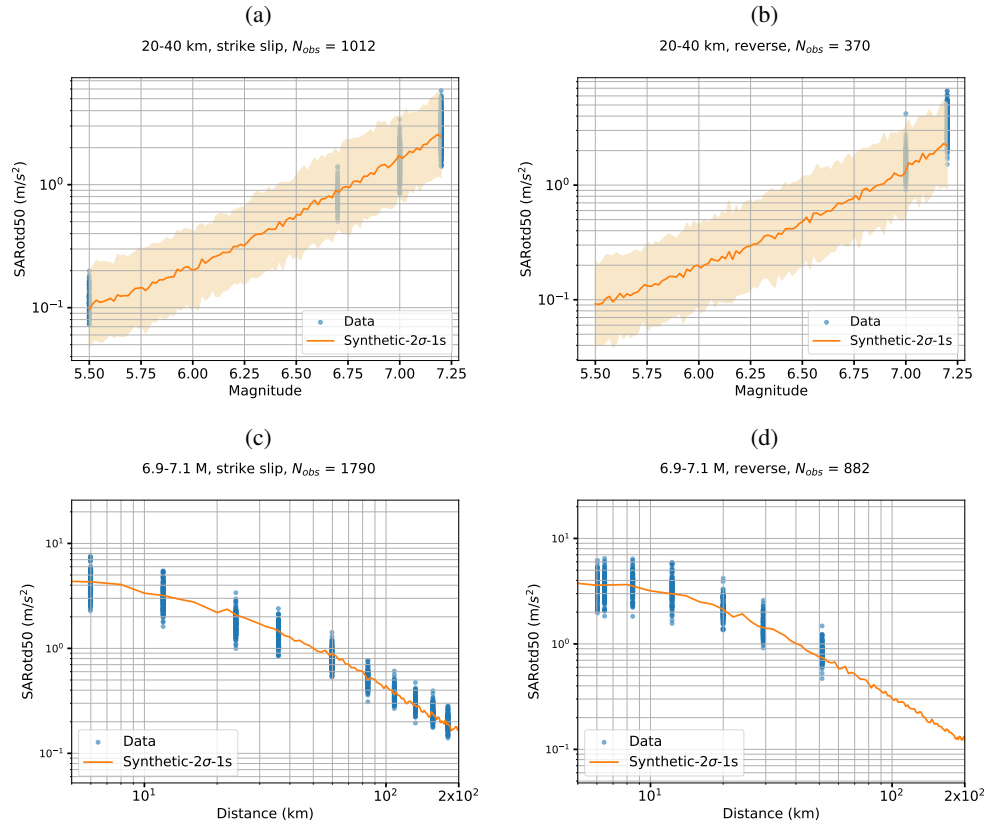 (a)
20-40 km, strike slip, N_obs = 1012
SARotd50 (m/s²)
10⁰
10⁻¹
5.50 5.75 6.00 6.25 6.50 6.75 7.00 7.25
Magnitude
Data
Synthetic-2σ-1s
(b)
20-40 km, reverse, N_obs = 370
SARotd50 (m/s²)
10⁰
10⁻¹
5.50 5.75 6.00 6.25 6.50 6.75 7.00 7.25
Magnitude
Data
Synthetic-2σ-1s
(c)
6.9-7.1 M, strike slip, N_obs = 1790
SARotd50 (m/s²)
10¹
10⁰
10⁻¹
10¹ 10² 2x10²
Distance (km)
Data
Synthetic-2σ-1s
(d)
6.9-7.1 M, reverse, N_obs = 882
SARotd50 (m/s²)
10¹
10⁰
10⁻¹
10¹ 10² 2x10²
Distance (km)
Data
Synthetic-2σ-1s